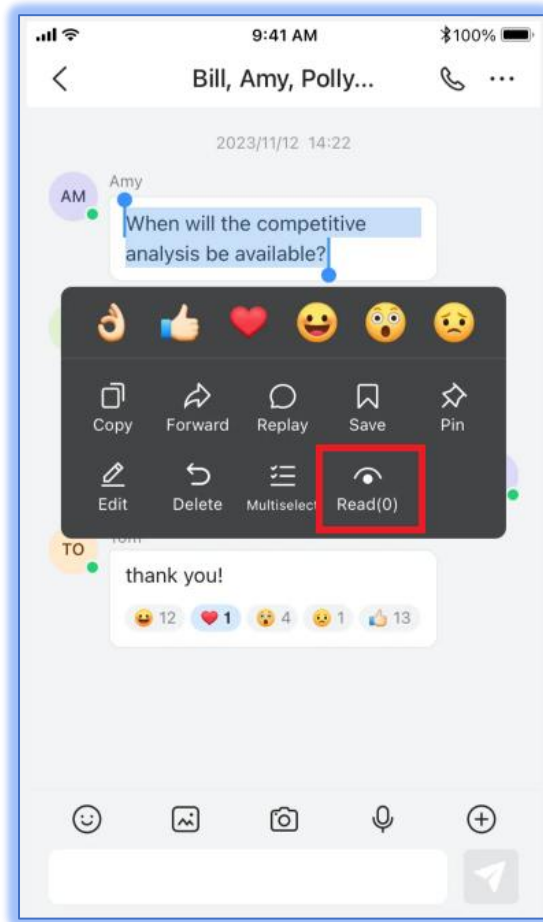 9:41 AM
100%
Bill, Amy, Polly...
2023/11/12 14:22
Amy
AM
When will the competitive
analysis be available?
Copy Forward Replay Save Pin
Edit Delete Multiselect Read(0)
TO
Tom
thank you!
12 1 4 1 13